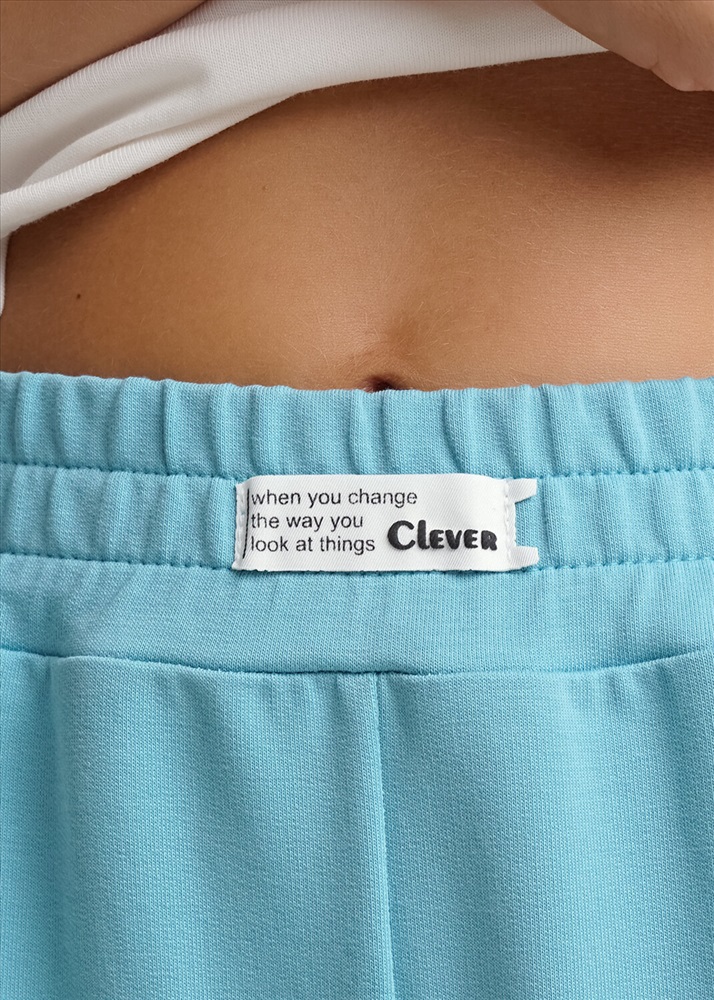 when you change
the way you
look at things CLEVER